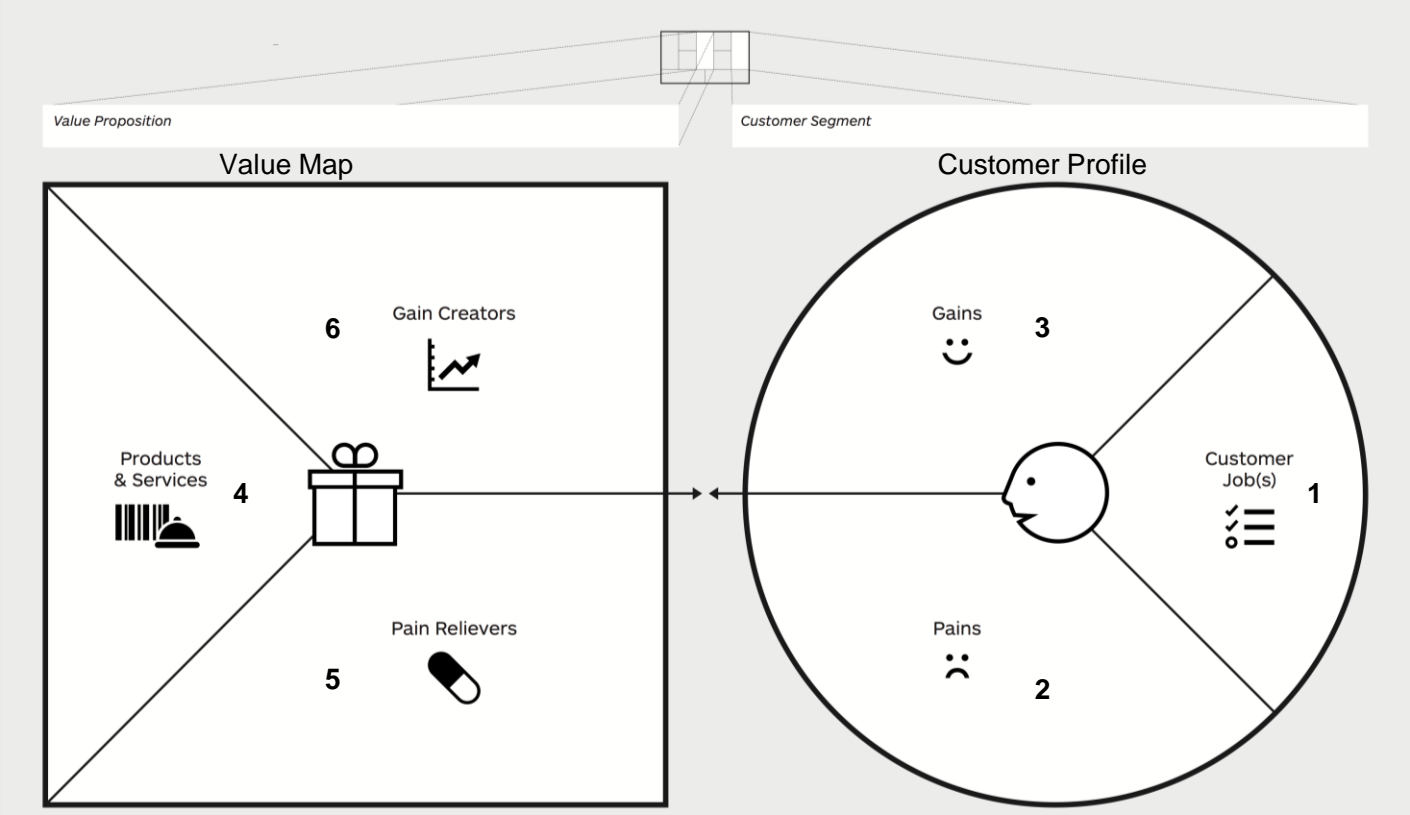 Value Proposition
Customer Segment
Value Map
Customer Profile
6
Gain Creators
Gains
3
Products
& Services
4
Customer
Job(s)
1
Pain Relievers
5
Pains
2